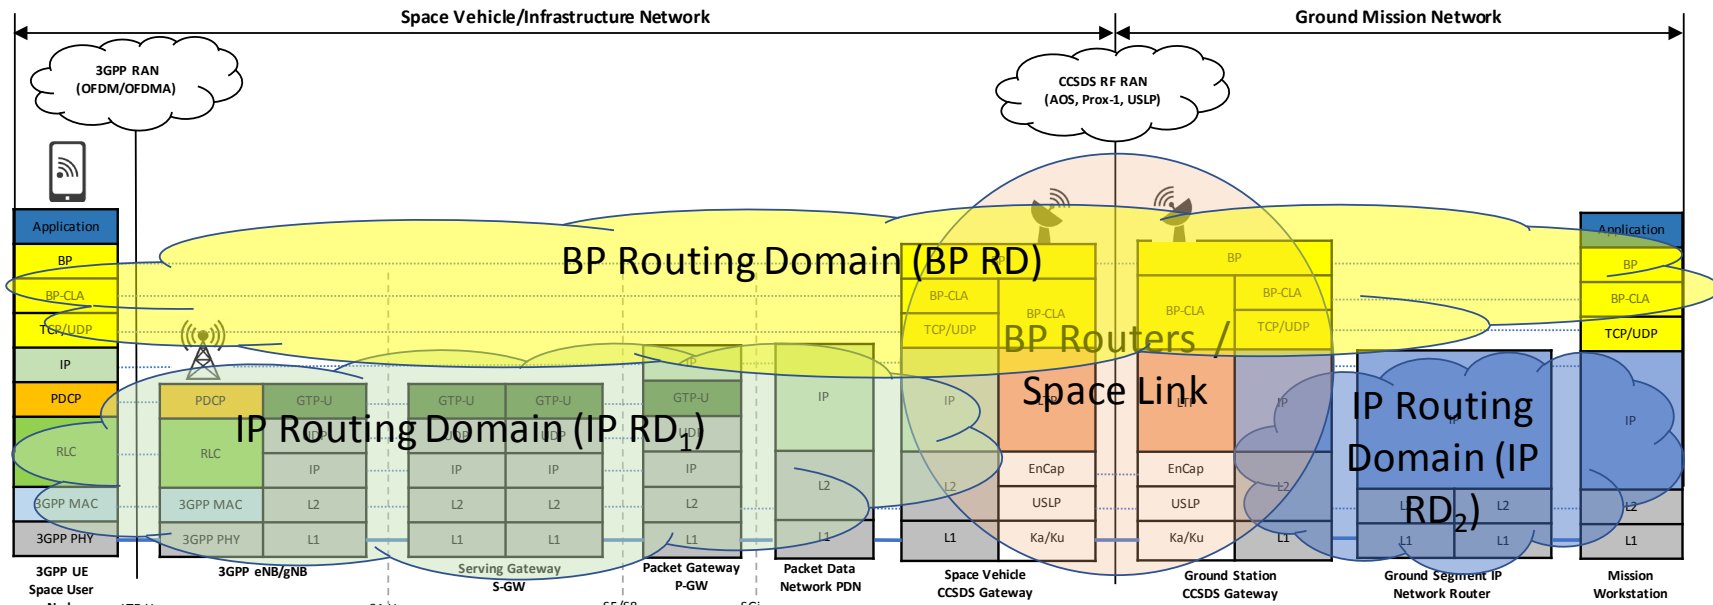 Space Vehicle/Infrastructure Network
Ground Mission Network
3GPP RAN
(OFDM/OFDMA)
CCSDS RF RAN
(AOS, Prox-1, USLP)
BP Routing Domain (BP RD)
BP Routers /
Space Link
IP Routing Domain (IP RD1)
IP Routing
Domain (IP
RD2)
Application
BP
BP-CLA
TCP/UDP
IP
PDCP
RLC
3GPP MAC
3GPP PHY
3GPP UE
Space User
PDCP
RLC
3GPP MAC
3GPP PHY
GTP-U
UDP
IP
L2
L1
3GPP eNB/gNB
GTP-U
UDP
IP
L2
L1
GTP-U
UDP
IP
L2
L1
Serving Gateway
S-GW
IP
GTP-U
UDP
IP
L2
L1
Packet Gateway
P-GW
IP
L2
L1
Packet Data
Network PDN
BP
BP-CLA
TCP/UDP
IP
L2
L1
BP-CLA
LTP
EnCap
USLP
Ka/Ku
Space Vehicle
CCSDS Gateway
BP
BP-CLA
LTP
EnCap
USLP
Ka/Ku
BP-CLA
TCP/UDP
IP
L2
L1
Ground Station
CCSDS Gateway
IP
L2
L1
L2
L1
Ground Segment IP
Network Router
Application
BP
BP-CLA
TCP/UDP
IP
L2
L1
Mission
Workstation